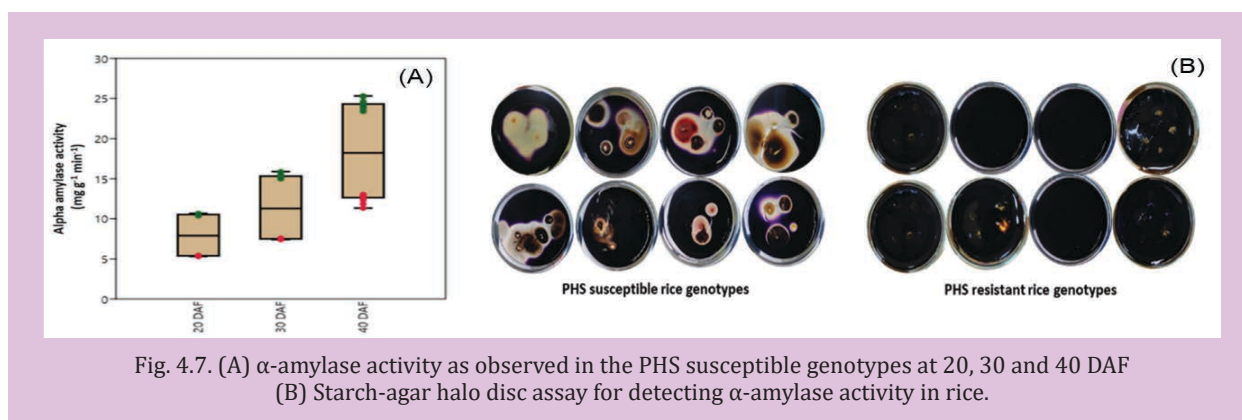 (A)
30
25
20
15
10
5
0
Alpha amylase activity
(mg g⁻¹ min⁻¹)
20 DAF
30 DAF
40 DAF
(B)
PHS susceptible rice genotypes
PHS resistant rice genotypes
Fig. 4.7. (A) α-amylase activity as observed in the PHS susceptible genotypes at 20, 30 and 40 DAF
(B) Starch-agar halo disc assay for detecting α-amylase activity in rice.